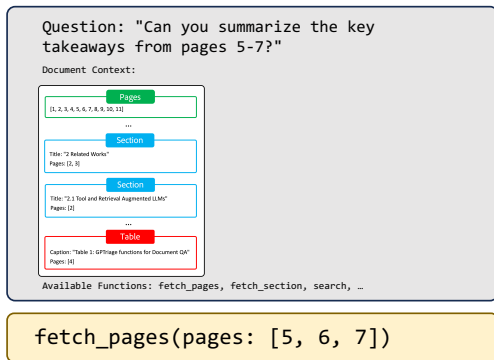 Question: "Can you summarize the key
takeaways from pages 5-7?"
Document Context:
Pages
[1, 2, 3, 4, 5, 6, 7, 8, 9, 10, 11]
...
Section
Title: "2 Related Works"
Pages: [2, 3]
Section
Title: "2.1 Tool and Retrieval Augmented LLMs"
Pages: [2]
...
Table
Caption: "Table 1: GPTriage functions for Document QA"
Pages: [4]
Available Functions: fetch_pages, fetch_section, search, …
fetch_pages(pages: [5, 6, 7])